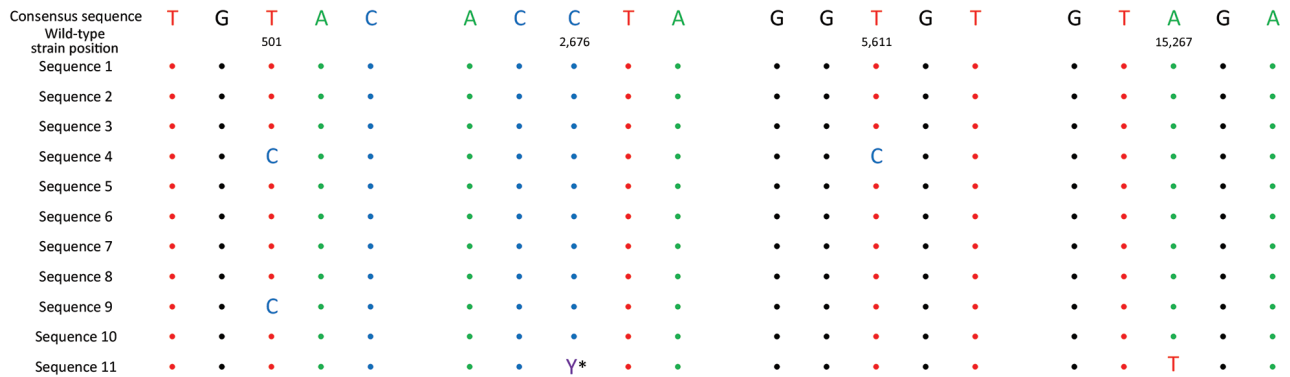 Consensus sequence T G T A C A C C T A G G T G T G T A G A
Wild-type
strain position 501 2,676 5,611 15,267
Sequence 1
Sequence 2
Sequence 3
Sequence 4 C C
Sequence 5
Sequence 6
Sequence 7
Sequence 8
Sequence 9 C
Sequence 10
Sequence 11 Y* T